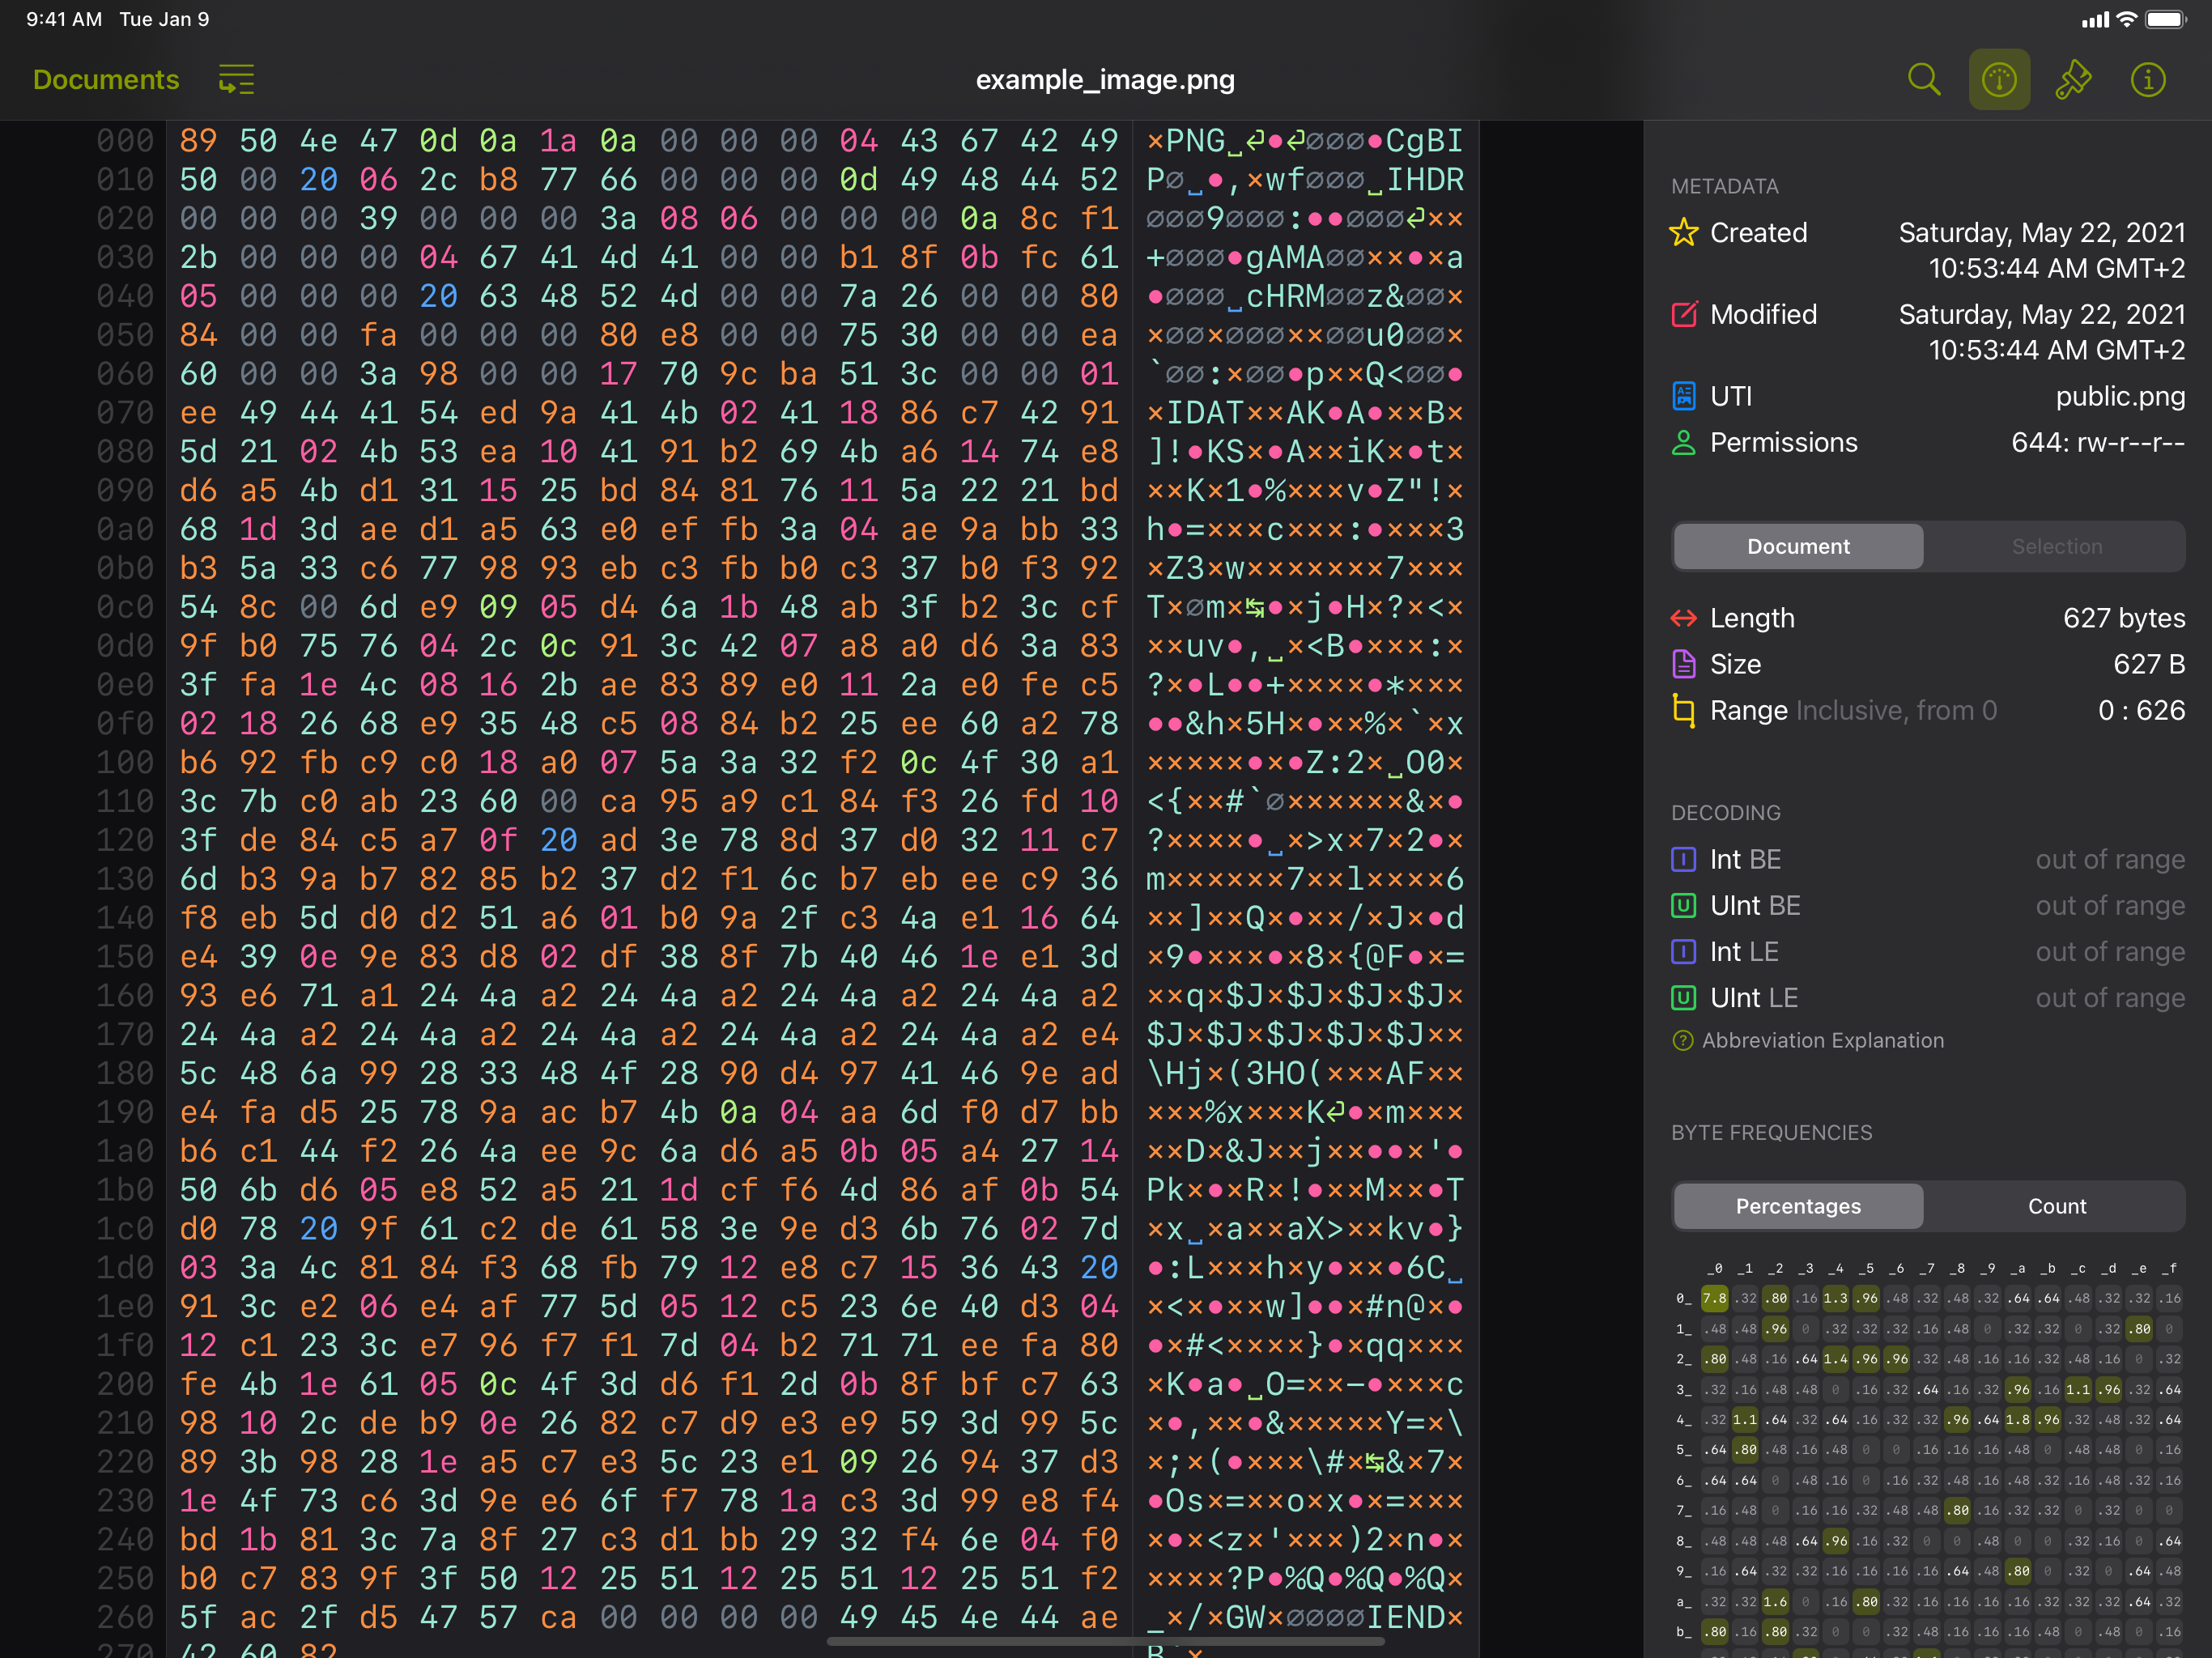 9:41 AM Tue Jan 9
Documents
example_image.png
000 89 50 4e 47 0d 0a 1a 0a 00 00 00 04 43 67 42 49 ×PNG␣⏎●⏎∅∅∅●CgBI
010 50 00 20 06 2c b8 77 66 00 00 00 0d 49 48 44 52 P∅␣●,×wf∅∅∅␣IHDR
020 00 00 00 39 00 00 00 3a 08 06 00 00 00 0a 8c f1 ∅∅∅9∅∅∅:●●∅∅∅⏎××
030 2b 00 00 00 04 67 41 4d 41 00 00 b1 8f 0b fc 61 +∅∅∅●gAMA∅∅××●×a
040 05 00 00 00 20 63 48 52 4d 00 00 7a 26 00 00 80 ●∅∅∅␣cHRM∅∅z&∅∅×
050 84 00 00 fa 00 00 00 80 e8 00 00 75 30 00 00 ea ×∅∅×∅∅∅××∅∅u0∅∅×
060 60 00 00 3a 98 00 00 17 70 9c ba 51 3c 00 00 01 `∅∅:×∅∅●p××Q<∅∅●
070 ee 49 44 41 54 ed 9a 41 4b 02 41 18 86 c7 42 91 ×IDAT××AK●A●××B×
080 5d 21 02 4b 53 ea 10 41 91 b2 69 4b a6 14 74 e8 ]!●KS×●A××iK×●t×
090 d6 a5 4b d1 31 15 25 bd 84 81 76 11 5a 22 21 bd ××K×1●%×××v●Z"!×
0a0 68 1d 3d ae d1 a5 63 e0 ef fb 3a 04 ae 9a bb 33 h●=×××c×××:●×××3
0b0 b3 5a 33 c6 77 98 93 eb c3 fb b0 c3 37 b0 f3 92 ×Z3×w×××××××7×××
0c0 54 8c 00 6d e9 09 05 d4 6a 1b 48 ab 3f b2 3c cf T×∅m×↹●×j●H×?×<×
0d0 9f b0 75 76 04 2c 0c 91 3c 42 07 a8 a0 d6 3a 83 ××uv●,␣×<B●×××:×
0e0 3f fa 1e 4c 08 16 2b ae 83 89 e0 11 2a e0 fe c5 ?×●L●●+××××●*×××
0f0 02 18 26 68 e9 35 48 c5 08 84 b2 25 ee 60 a2 78 ●●&h×5H×●××%×`×x
100 b6 92 fb c9 c0 18 a0 07 5a 3a 32 f2 0c 4f 30 a1 ×××××●×●Z:2×␣O0×
110 3c 7b c0 ab 23 60 00 ca 95 a9 c1 84 f3 26 fd 10 <{××#`∅××××××&×●
120 3f de 84 c5 a7 0f 20 ad 3e 78 8d 37 d0 32 11 c7 ?××××●␣×>x×7×2●×
130 6d b3 9a b7 82 85 b2 37 d2 f1 6c b7 eb ee c9 36 m××××××7××l××××6
140 f8 eb 5d d0 d2 51 a6 01 b0 9a 2f c3 4a e1 16 64 ××]××Q×●××/×J×●d
150 e4 39 0e 9e 83 d8 02 df 38 8f 7b 40 46 1e e1 3d ×9●×××●×8×{@F●×=
160 93 e6 71 a1 24 4a a2 24 4a a2 24 4a a2 24 4a a2 ××q×$J×$J×$J×$J×
170 24 4a a2 24 4a a2 24 4a a2 24 4a a2 24 4a a2 e4 $J×$J×$J×$J×$J××
180 5c 48 6a 99 28 33 48 4f 28 90 d4 97 41 46 9e ad \Hj×(3HO(×××AF××
190 e4 fa d5 25 78 9a ac b7 4b 0a 04 aa 6d f0 d7 bb ×××%x×××K⏎●×m×××
1a0 b6 c1 44 f2 26 4a ee 9c 6a d6 a5 0b 05 a4 27 14 ××D×&J××j××●●×'●
1b0 50 6b d6 05 e8 52 a5 21 1d cf f6 4d 86 af 0b 54 Pk×●×R×!●××M××●T
1c0 d0 78 20 9f 61 c2 de 61 58 3e 9e d3 6b 76 02 7d ×x␣×a××aX>××kv●}
1d0 03 3a 4c 81 84 f3 68 fb 79 12 e8 c7 15 36 43 20 ●:L×××h×y●××●6C␣
1e0 91 3c e2 06 e4 af 77 5d 05 12 c5 23 6e 40 d3 04 ×<×●××w]●●×#n@×●
1f0 12 c1 23 3c e7 96 f7 f1 7d 04 b2 71 71 ee fa 80 ●×#<××××}●×qq×××
200 fe 4b 1e 61 05 0c 4f 3d d6 f1 2d 0b 8f bf c7 63 ×K●a●␣O=××-●×××c
210 98 10 2c de b9 0e 26 82 c7 d9 e3 e9 59 3d 99 5c ×●,××●&×××××Y=×\
220 89 3b 98 28 1e a5 c7 e3 5c 23 e1 09 26 94 37 d3 ×;×(●×××\#×↹&×7×
230 1e 4f 73 c6 3d 9e e6 6f f7 78 1a c3 3d 99 e8 f4 ●Os×=××o×x●×=×××
240 bd 1b 81 3c 7a 8f 27 c3 d1 bb 29 32 f4 6e 04 f0 ×●×<z×'×××)2×n●×
250 b0 c7 83 9f 3f 50 12 25 51 12 25 51 12 25 51 f2 ××××?P●%Q●%Q●%Q×
260 5f ac 2f d5 47 57 ca 00 00 00 00 49 45 4e 44 ae _×/×GW×∅∅∅∅IEND×
270 42 60 82 B`×
METADATA
Created Saturday, May 22, 2021
10:53:44 AM GMT+2
Modified Saturday, May 22, 2021
10:53:44 AM GMT+2
UTI public.png
Permissions 644: rw-r--r--
Document Selection
Length 627 bytes
Size 627 B
Range Inclusive, from 0 0 : 626
DECODING
Int BE out of range
UInt BE out of range
Int LE out of range
UInt LE out of range
Abbreviation Explanation
BYTE FREQUENCIES
Percentages Count
_0 _1 _2 _3 _4 _5 _6 _7 _8 _9 _a _b _c _d _e _f
0_ 7.8 .32 .80 .16 1.3 .96 .48 .32 .48 .32 .64 .64 .48 .32 .32 .16
1_ .48 .48 .96 0 .32 .32 .32 .16 .48 0 .32 .32 0 .32 .80 0
2_ .80 .48 .16 .64 1.4 .96 .96 .32 .48 .16 .16 .32 .48 .16 0 .32
3_ .32 .16 .48 .48 0 .16 .32 .64 .16 .32 .96 .16 1.1 .96 .32 .64
4_ .32 1.1 .64 .32 .64 .16 .32 .32 .96 .64 1.8 .96 .32 .48 .32 .64
5_ .64 .80 .48 .16 .48 0 0 .16 .16 .16 .48 0 .48 .48 0 .16
6_ .64 .64 0 .48 .16 0 .16 .32 .48 .16 .48 .32 .16 .48 .32 .16
7_ .16 .48 0 .16 .16 .32 .48 .48 .80 .16 .32 .32 0 .32 0 0
8_ .48 .48 .48 .64 .96 .16 .32 0 0 .48 0 0 .32 .16 0 .64
9_ .16 .64 .32 .32 .16 .16 .16 .16 .64 .48 .80 0 .32 0 .64 .48
a_ .32 .32 1.6 0 .16 .80 .32 .16 .16 .16 .16 .32 .32 .32 .64 .32
b_ .80 .16 .80 .32 0 0 .32 .48 .16 .16 .16 .48 0 .48 0 .16